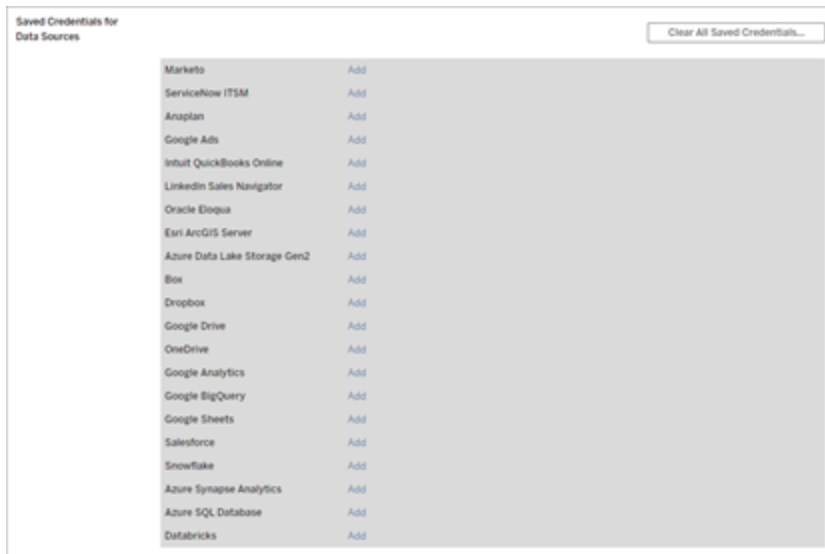 Saved Credentials for
Data Sources
Clear All Saved Credentials...
Marketo Add
ServiceNow ITSM Add
Anaplan Add
Google Ads Add
Intuit QuickBooks Online Add
LinkedIn Sales Navigator Add
Oracle Eloqua Add
Esri ArcGIS Server Add
Azure Data Lake Storage Gen2 Add
Box Add
Dropbox Add
Google Drive Add
OneDrive Add
Google Analytics Add
Google BigQuery Add
Google Sheets Add
Salesforce Add
Snowflake Add
Azure Synapse Analytics Add
Azure SQL Database Add
Databricks Add